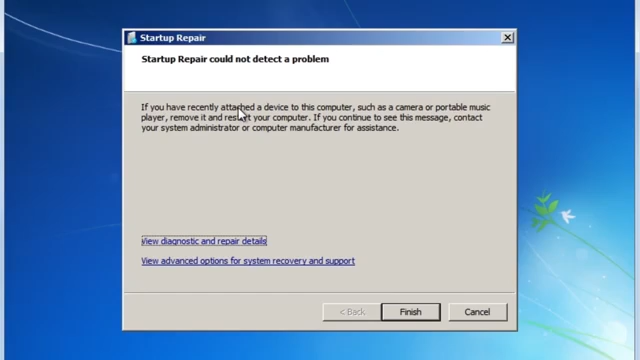 Startup Repair
Startup Repair could not detect a problem
If you have recently attached a device to this computer, such as a camera or portable music
player, remove it and restart your computer. If you continue to see this message, contact
your system administrator or computer manufacturer for assistance.
View diagnostic and repair details
View advanced options for system recovery and support
< Back
Finish
Cancel